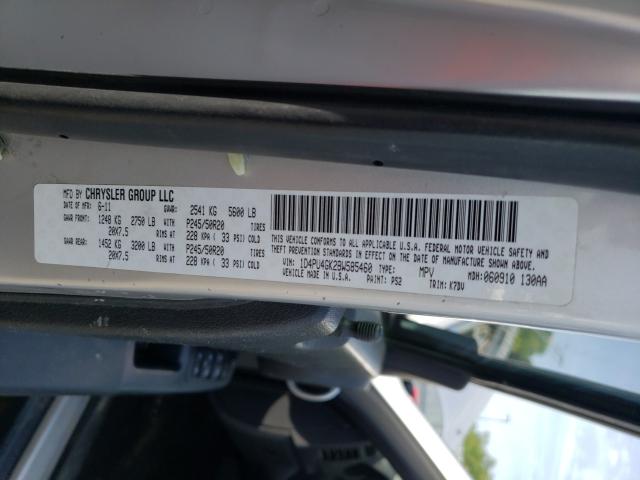 MFD BY CHRYSLER GROUP LLC
DATE OF MFR 6-11 GVWR: 2541 KG 5600 LB
GAWR FRONT: 1248 KG 2750 LB WITH P245/50R20 TIRES
20X7.5 RIMS AT 228 KPA ( 33 PSI) COLD
GAWR REAR: 1452 KG 3200 LB WITH P245/50R20 TIRES
20X7.5 RIMS AT 228 KPA ( 33 PSI) COLD
THIS VEHICLE CONFORMS TO ALL APPLICABLE U.S.A. FEDERAL MOTOR VEHICLE SAFETY
AND THEFT PREVENTION STANDARDS IN EFFECT ON THE DATE OF MANUFACTURE SHOWN ABOVE.
VIN: 1D4PU4GK2BW585460 TYPE: MPV MDH: 060910 130AA
MADE IN U.S.A. PAINT: PS2 TRIM: K7DV